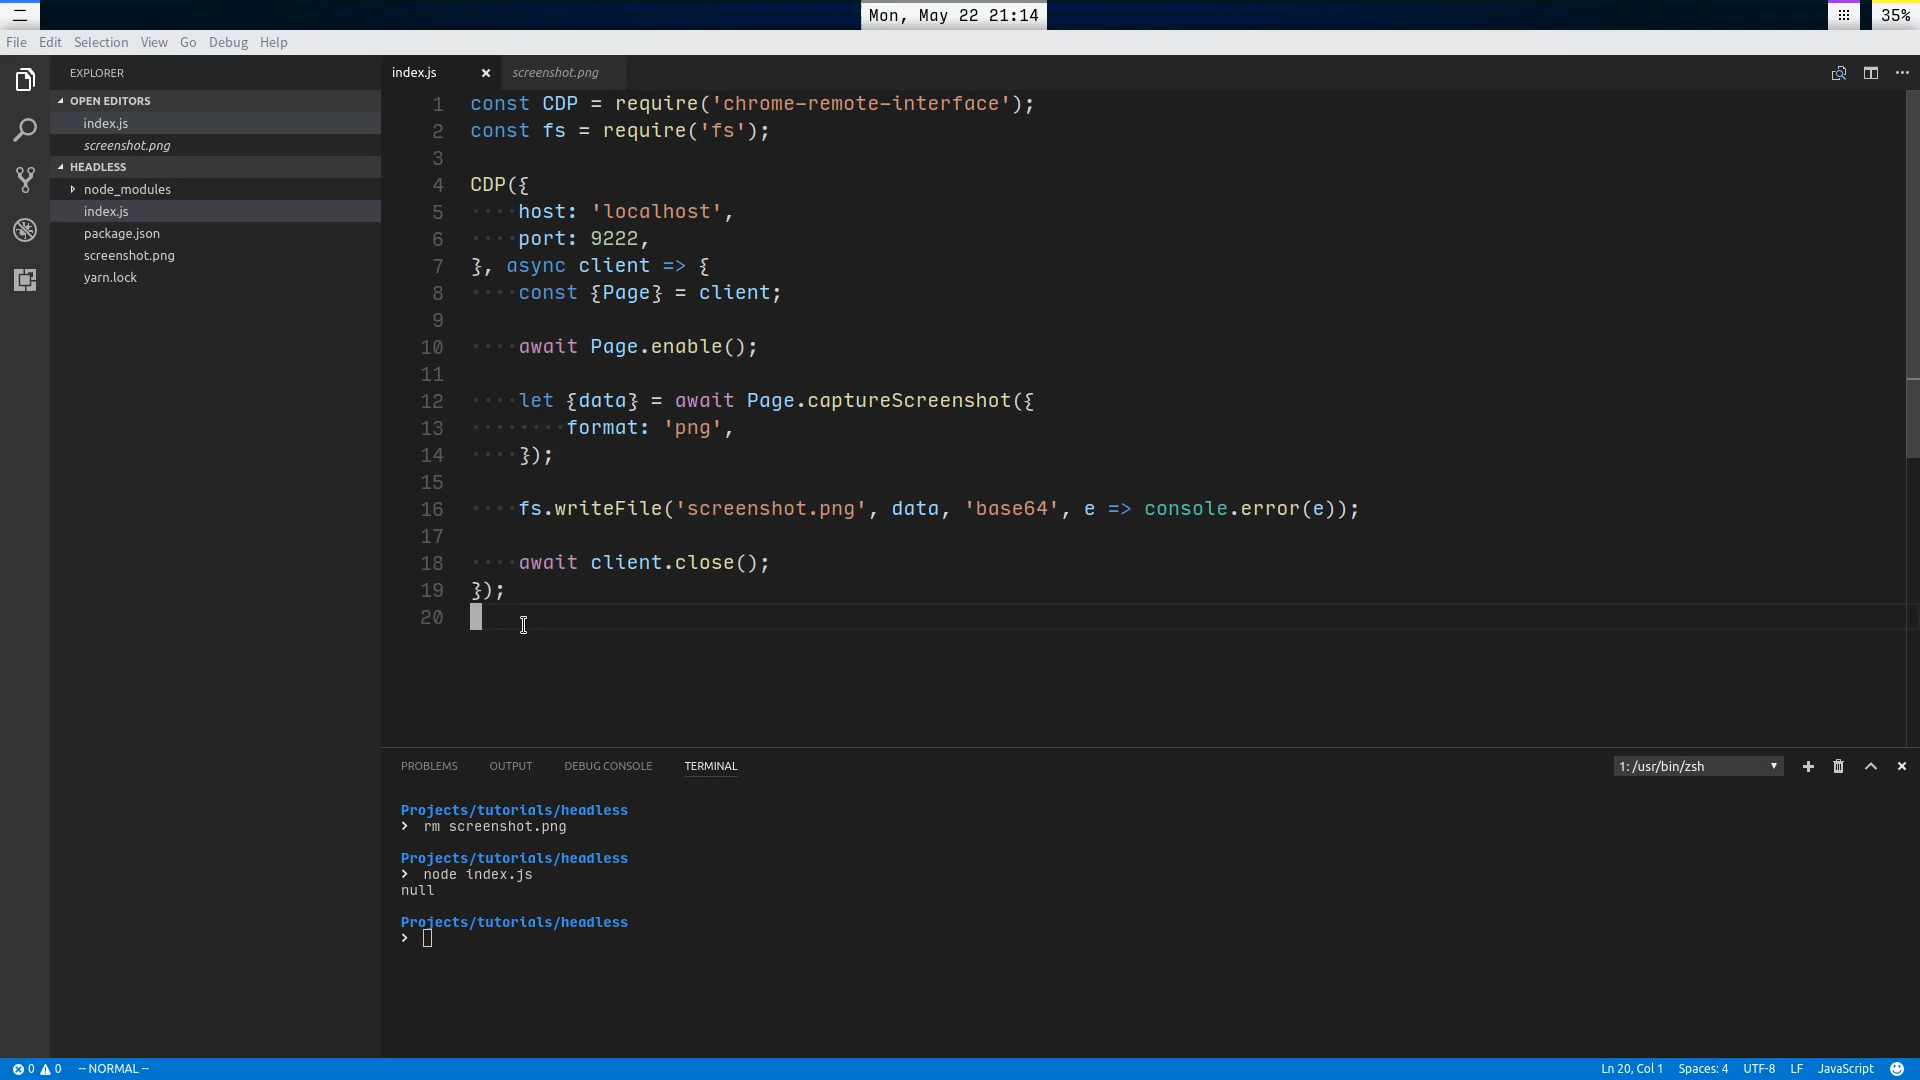 Mon, May 22 21:14
35%
File Edit Selection View Go Debug Help
EXPLORER
OPEN EDITORS
index.js
screenshot.png
HEADLESS
node_modules
index.js
package.json
screenshot.png
yarn.lock
index.js
screenshot.png
1 const CDP = require('chrome-remote-interface');
2 const fs = require('fs');
3
4 CDP({
5 ····host: 'localhost',
6 ····port: 9222,
7 }, async client => {
8 ····const {Page} = client;
9
10 ····await Page.enable();
11
12 ····let {data} = await Page.captureScreenshot({
13 ········format: 'png',
14 ····});
15
16 ····fs.writeFile('screenshot.png', data, 'base64', e => console.error(e));
17
18 ····await client.close();
19 });
20
PROBLEMS OUTPUT DEBUG CONSOLE TERMINAL
1: /usr/bin/zsh
Projects/tutorials/headless
❯ rm screenshot.png
Projects/tutorials/headless
❯ node index.js
null
Projects/tutorials/headless
❯
0 0 -- NORMAL --
Ln 20, Col 1 Spaces: 4 UTF-8 LF JavaScript